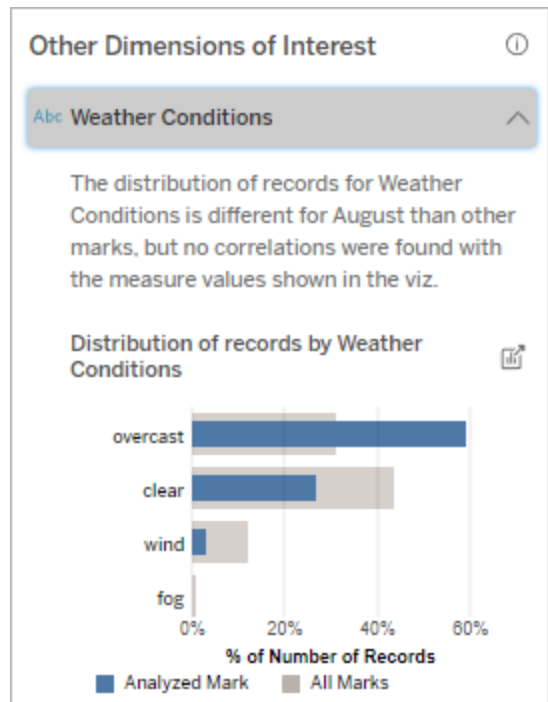 Other Dimensions of Interest
Abc Weather Conditions
The distribution of records for Weather
Conditions is different for August than other
marks, but no correlations were found with
the measure values shown in the viz.
Distribution of records by Weather
Conditions
overcast
clear
wind
fog
0% 20% 40% 60%
% of Number of Records
Analyzed Mark All Marks